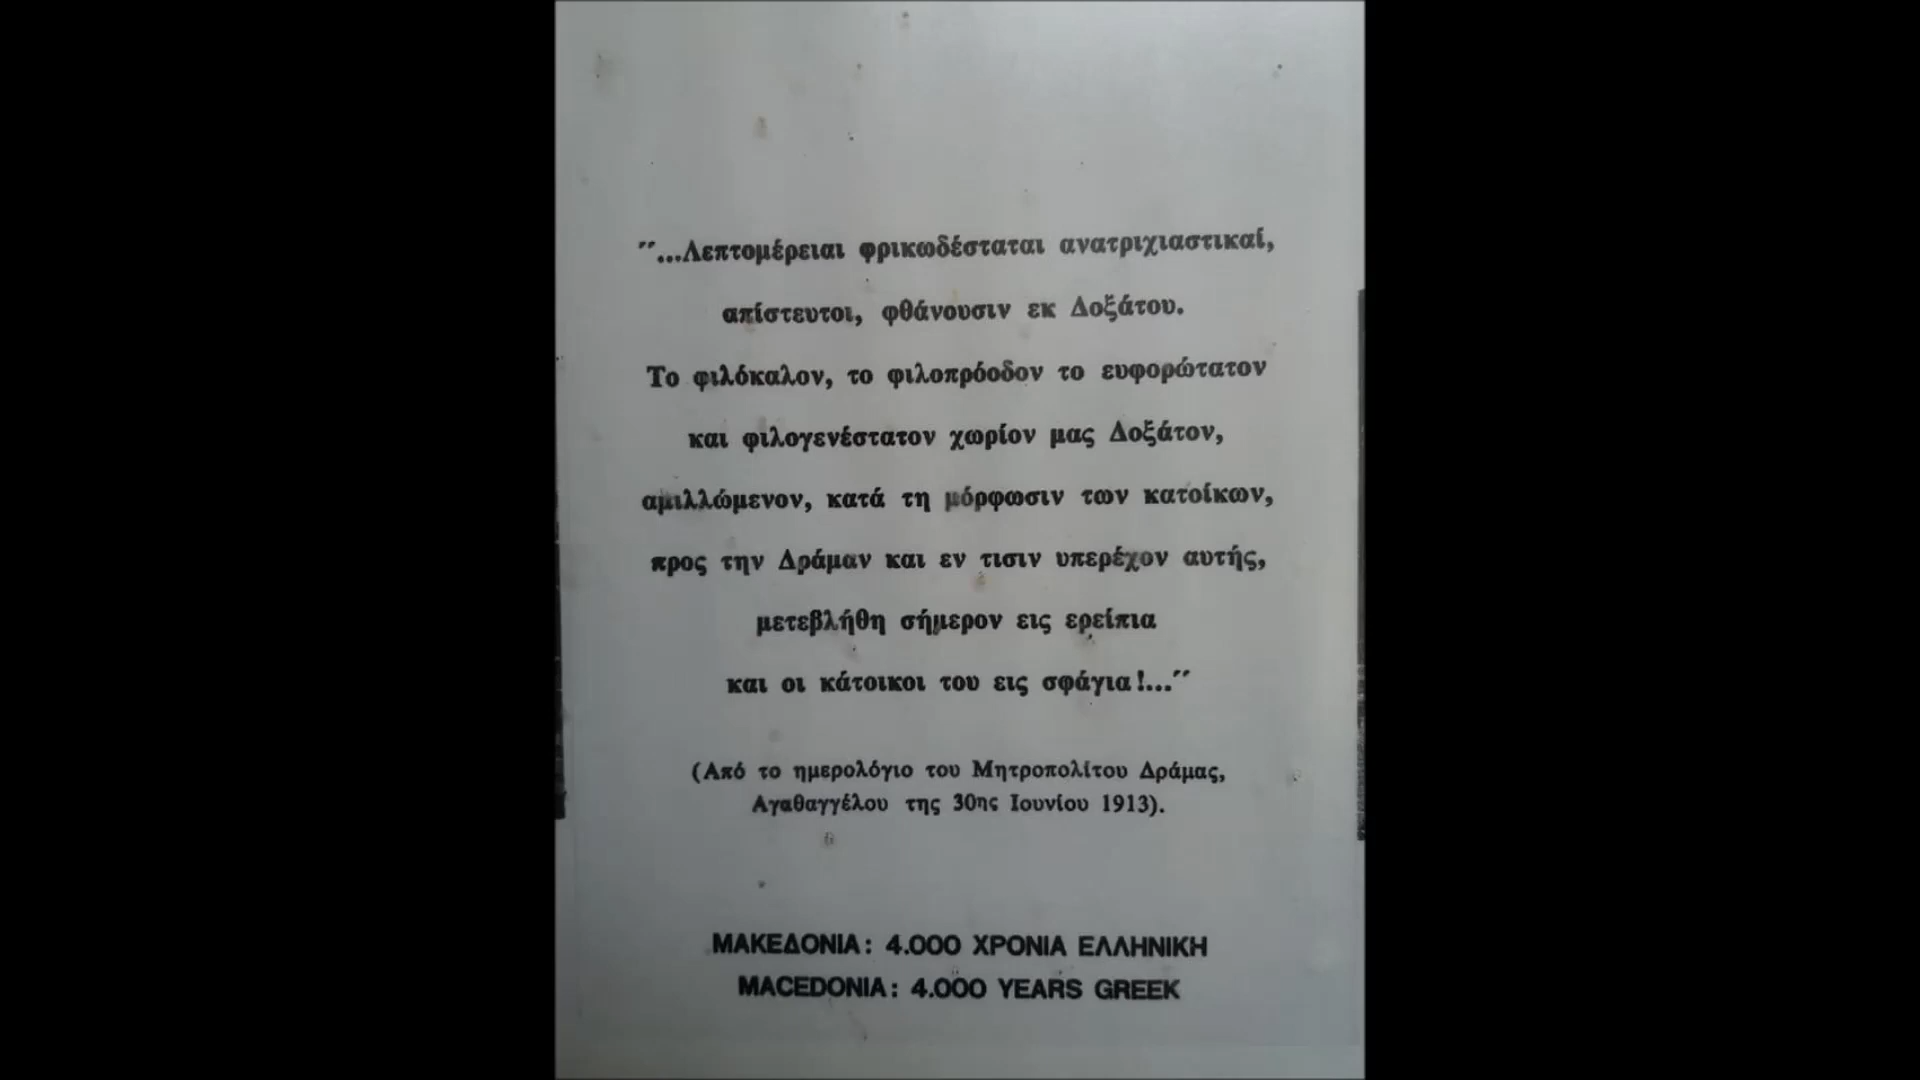 "...Λεπτομέρειαι φρικωδέσταται ανατριχιαστικαί,
απίστευτοι, φθάνουσιν εκ Δοξάτου.
Το φιλόκαλον, το φιλοπρόοδον το ευφορώτατον
και φιλογενέστατον χωρίον μας Δοξάτον,
αμιλλώμενον, κατά τη μόρφωσιν των κατοίκων,
προς την Δράμαν και εν τισιν υπερέχον αυτής,
μετεβλήθη σήμερον εις ερείπια
και οι κάτοικοι του εις σφάγια!..."
(Από το ημερολόγιο του Μητροπολίτου Δράμας,
Αγαθαγγέλου της 30ης Ιουνίου 1913).
ΜΑΚΕΔΟΝΙΑ: 4.000 ΧΡΟΝΙΑ ΕΛΛΗΝΙΚΗ
MACEDONIA: 4.000 YEARS GREEK